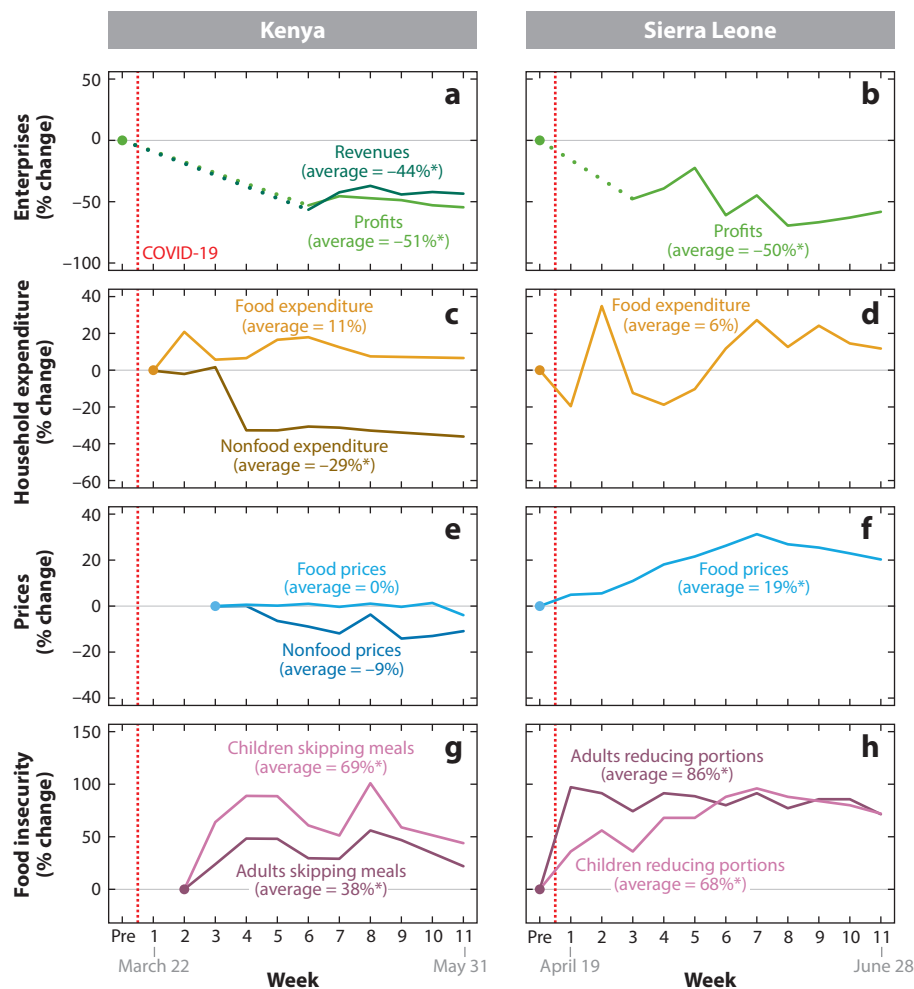 Kenya
Sierra Leone
Enterprises
(% change)
50
0
–50
–100
a
Revenues
(average = –44%*)
Profits
(average = –51%*)
COVID-19
b
Profits
(average = –50%*)
Household expenditure
(% change)
40
20
0
–20
–40
–60
c
Food expenditure
(average = 11%)
Nonfood expenditure
(average = –29%*)
d
Food expenditure
(average = 6%)
Prices
(% change)
40
20
0
–20
–40
e
Food prices
(average = 0%)
Nonfood prices
(average = –9%)
f
Food prices
(average = 19%*)
Food insecurity
(% change)
150
100
50
0
g
Children skipping meals
(average = 69%*)
Adults skipping meals
(average = 38%*)
h
Adults reducing portions
(average = 86%*)
Children reducing portions
(average = 68%*)
Pre 1 2 3 4 5 6 7 8 9 10 11
March 22
May 31
Week
Pre 1 2 3 4 5 6 7 8 9 10 11
April 19
June 28
Week